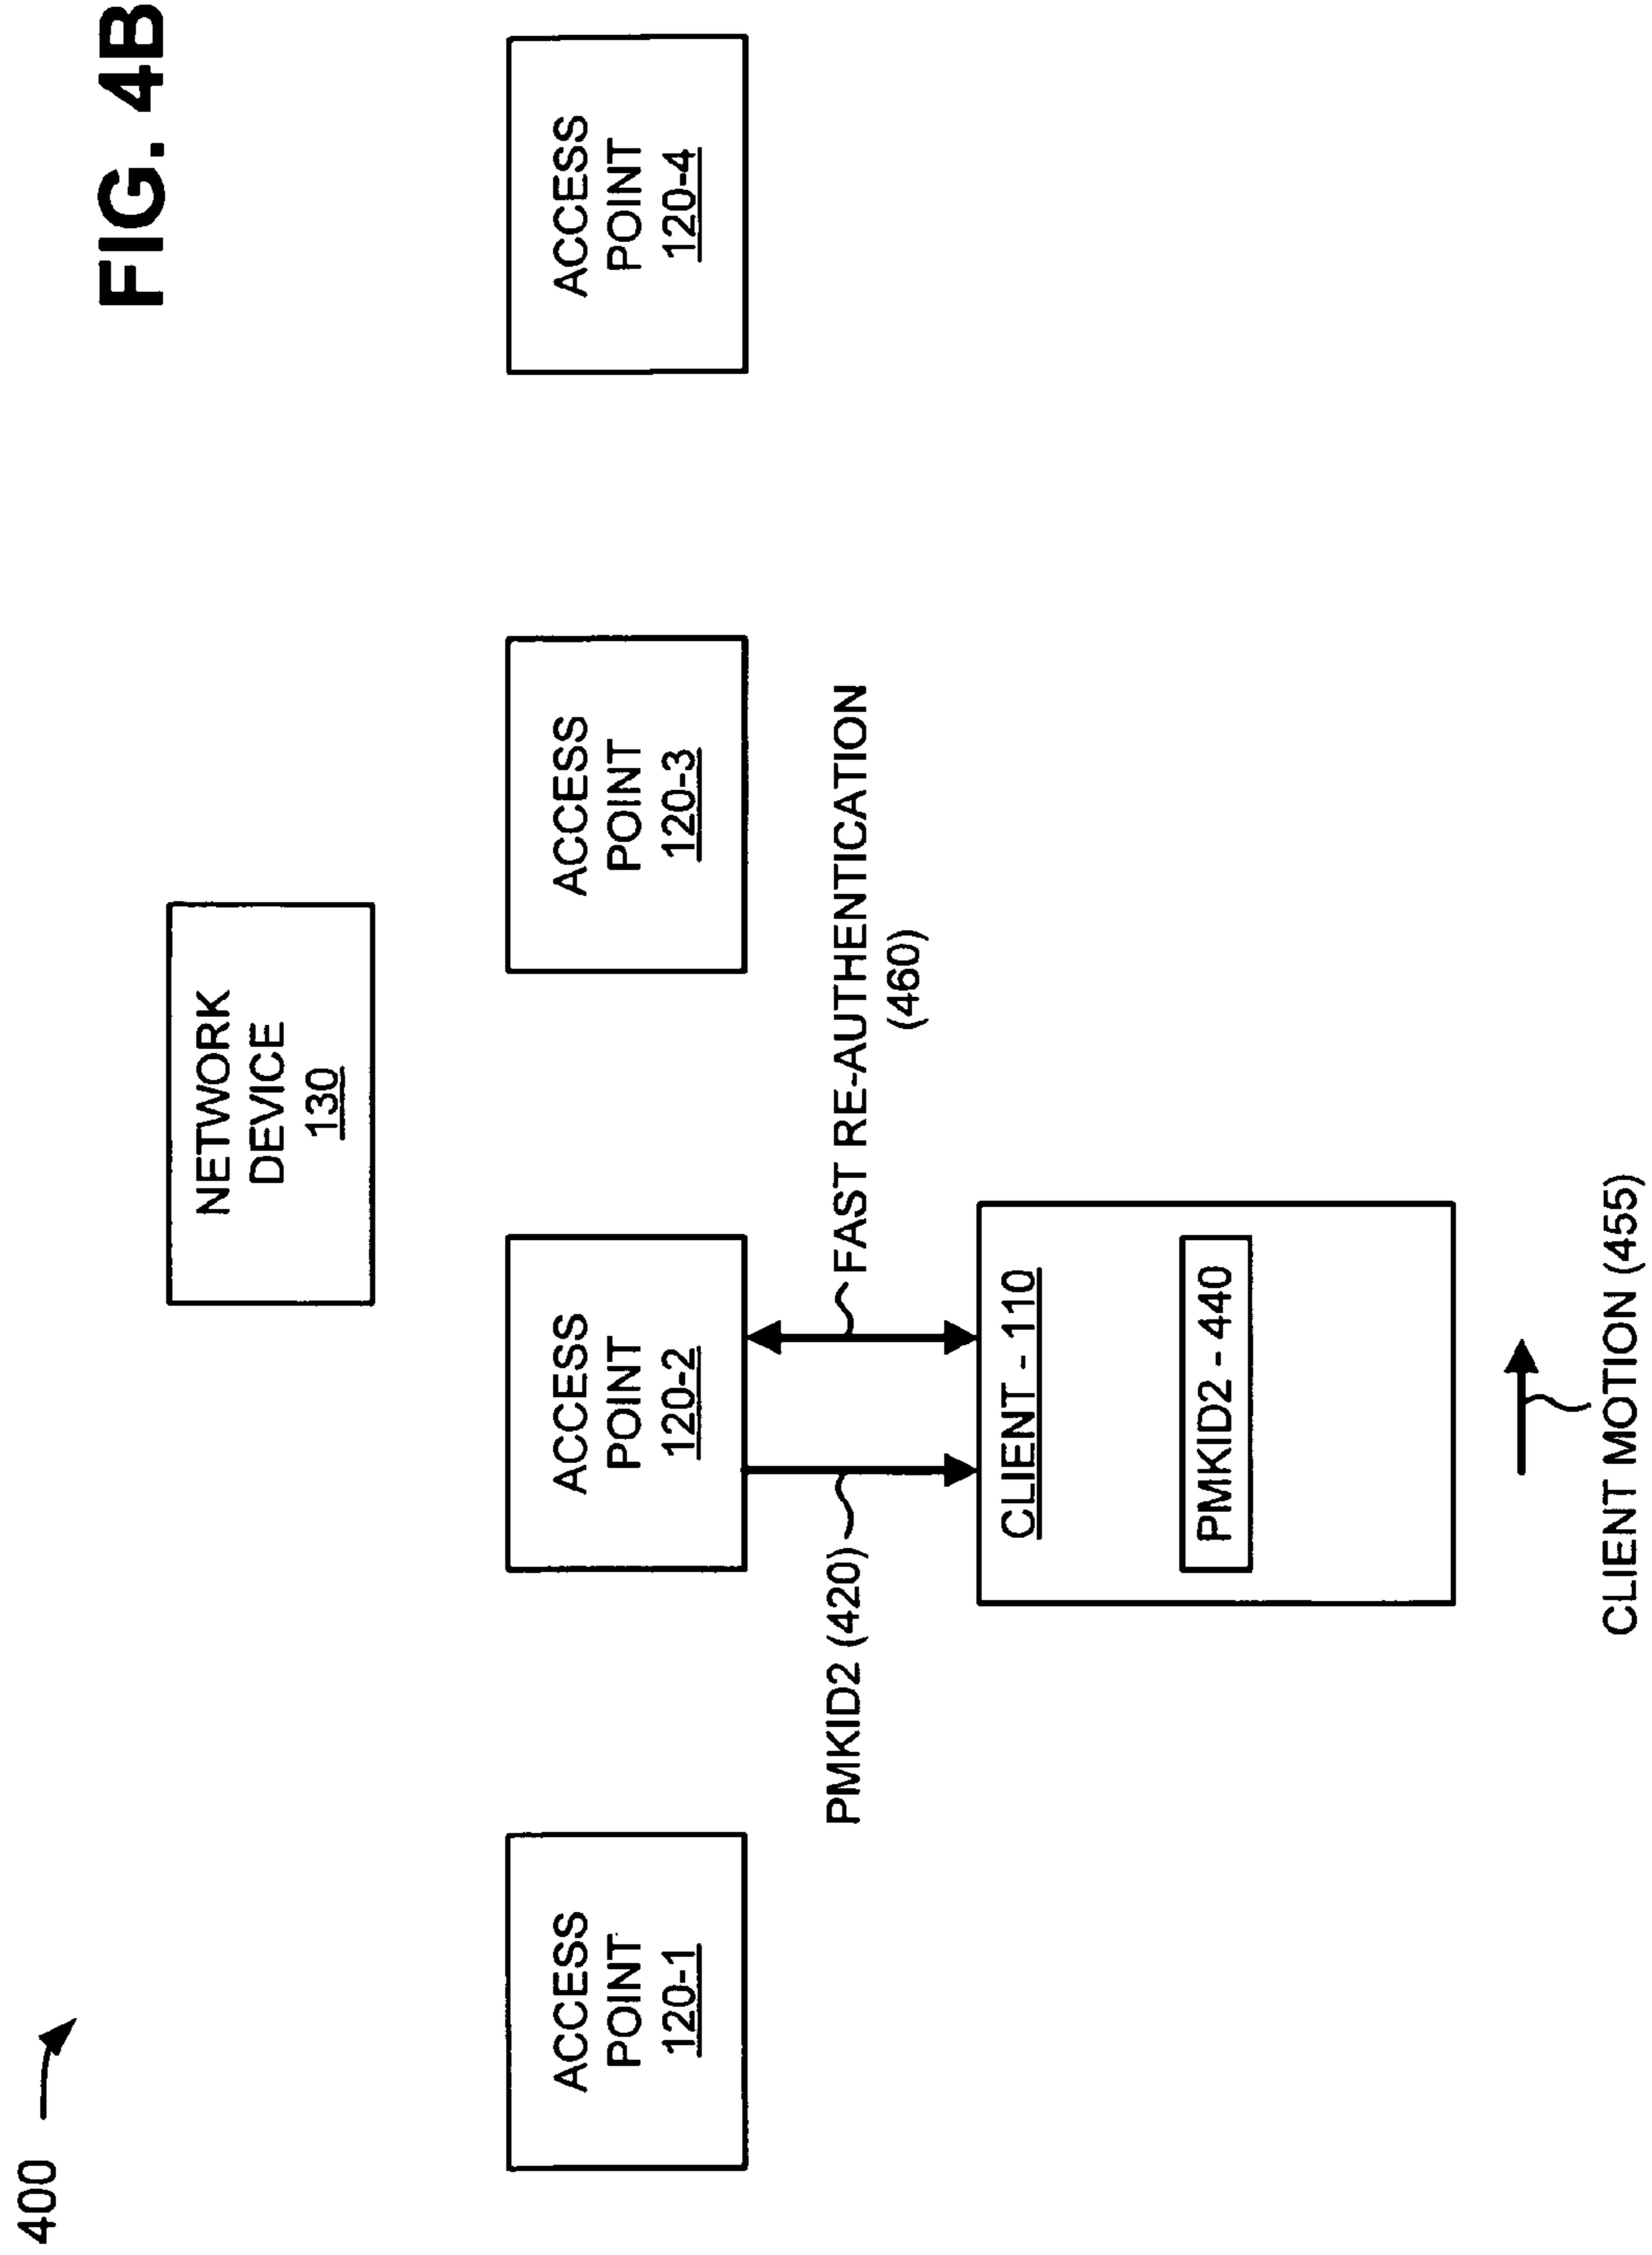 400
FIG. 4B
NETWORK
DEVICE
130
ACCESS
POINT
120-1
ACCESS
POINT
120-2
ACCESS
POINT
120-3
ACCESS
POINT
120-4
PMKID2 (420)
FAST RE-AUTHENTICATION
(460)
CLIENT - 110
PMKID2 - 440
CLIENT MOTION (455)